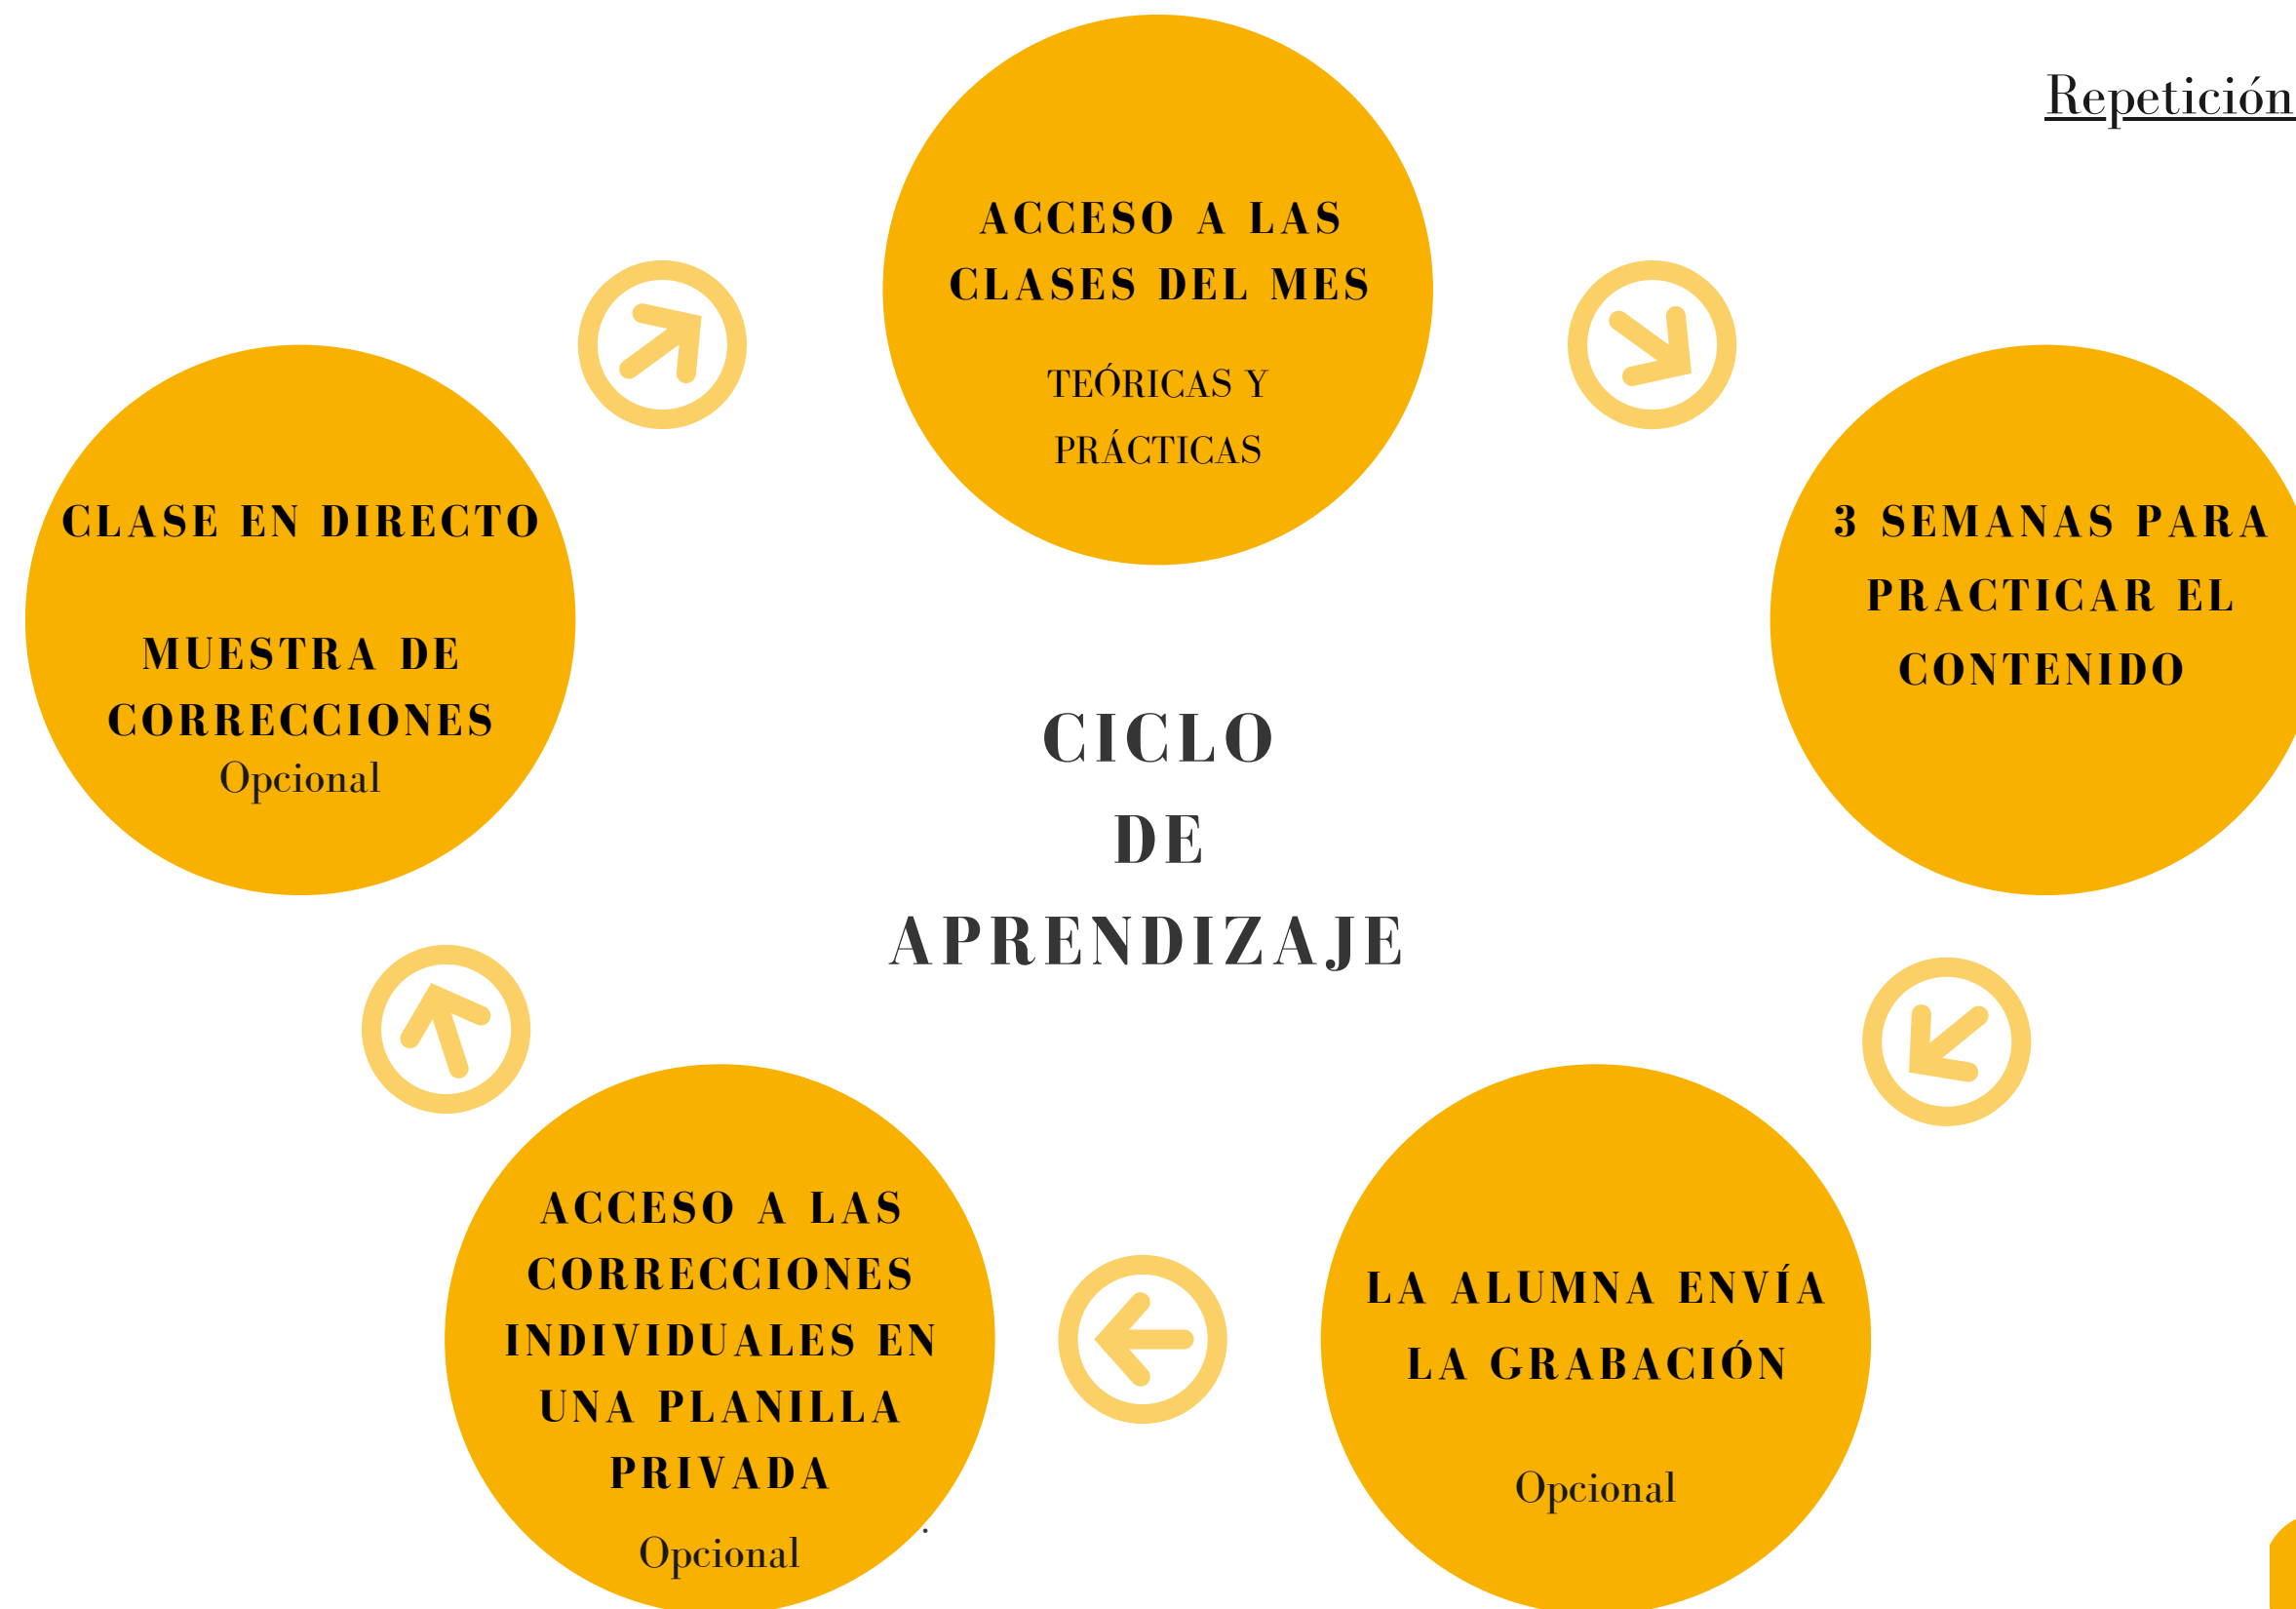 Repetición
ACCESO A LAS
CLASES DEL MES
TEÓRICAS Y
PRÁCTICAS
3 SEMANAS PARA
PRACTICAR EL
CONTENIDO
LA ALUMNA ENVÍA
LA GRABACIÓN
Opcional
ACCESO A LAS
CORRECCIONES
INDIVIDUALES EN
UNA PLANILLA
PRIVADA
Opcional
.
CLASE EN DIRECTO
MUESTRA DE
CORRECCIONES
Opcional
CICLO
DE
APRENDIZAJE